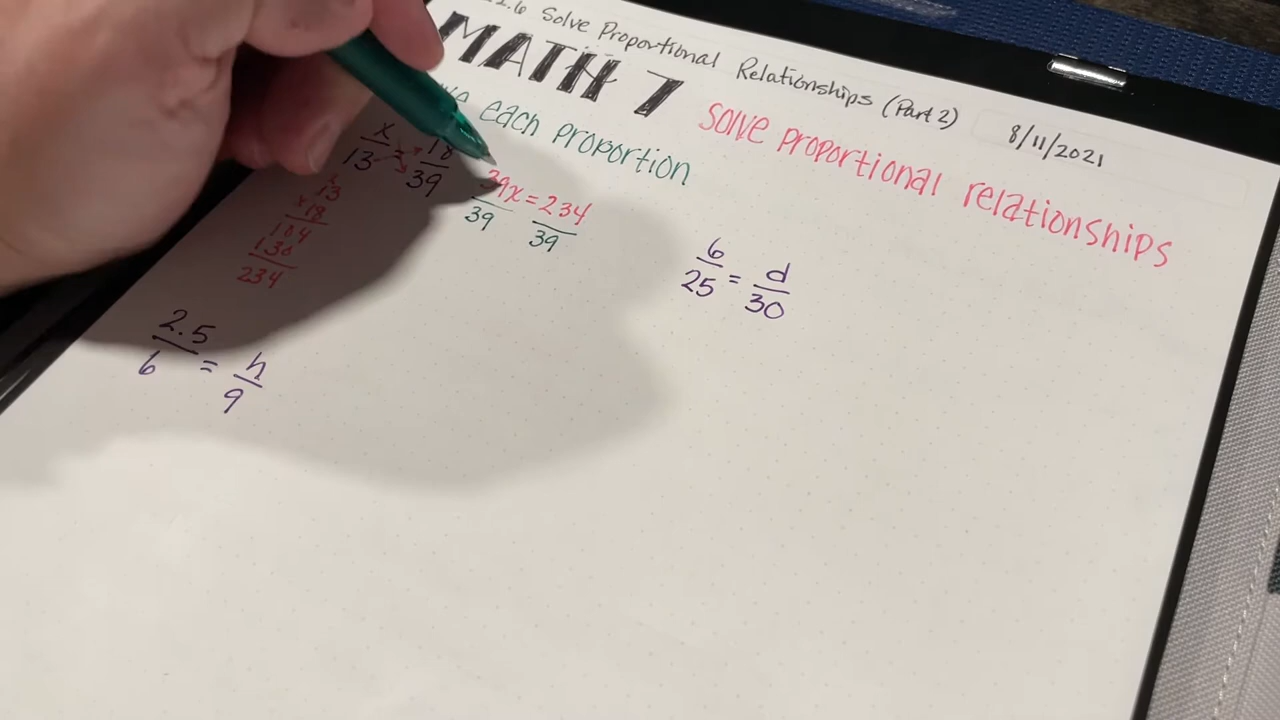 Solve Proportional Relationships (Part 2)
8/11/2021
MATH 7
solve proportional relationships
each proportion
x/13 18/39
13
x18
104
130
234
39x = 234
39 39
6/25 = d/30
2.5/6 = h/9